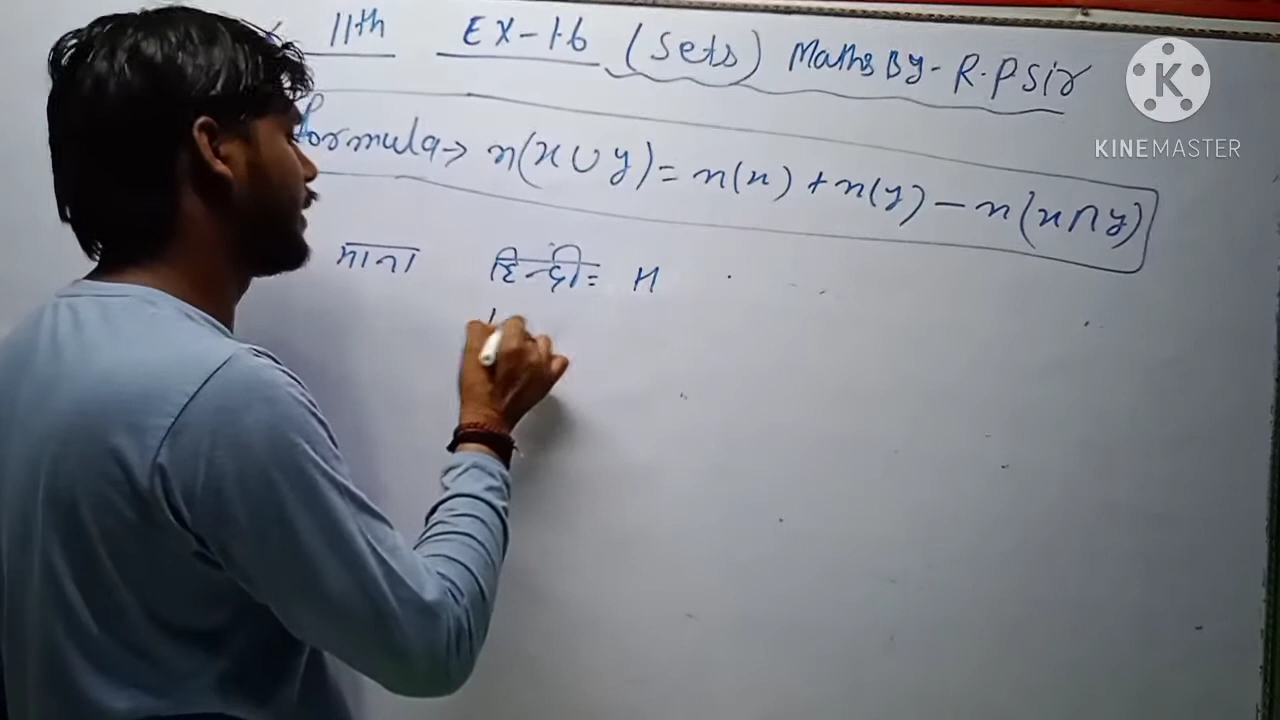 11th EX-1.6 (Sets) Maths By- R.P Sir
formula→ n(x∪y)= n(x) + n(y) - n(x∩y)
माना हिन्दी= H
K
KINEMASTER